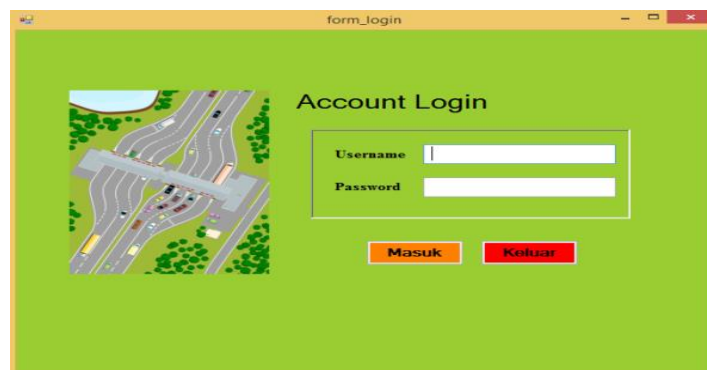 form_login
Account Login
Username
Password
Masuk Keluar